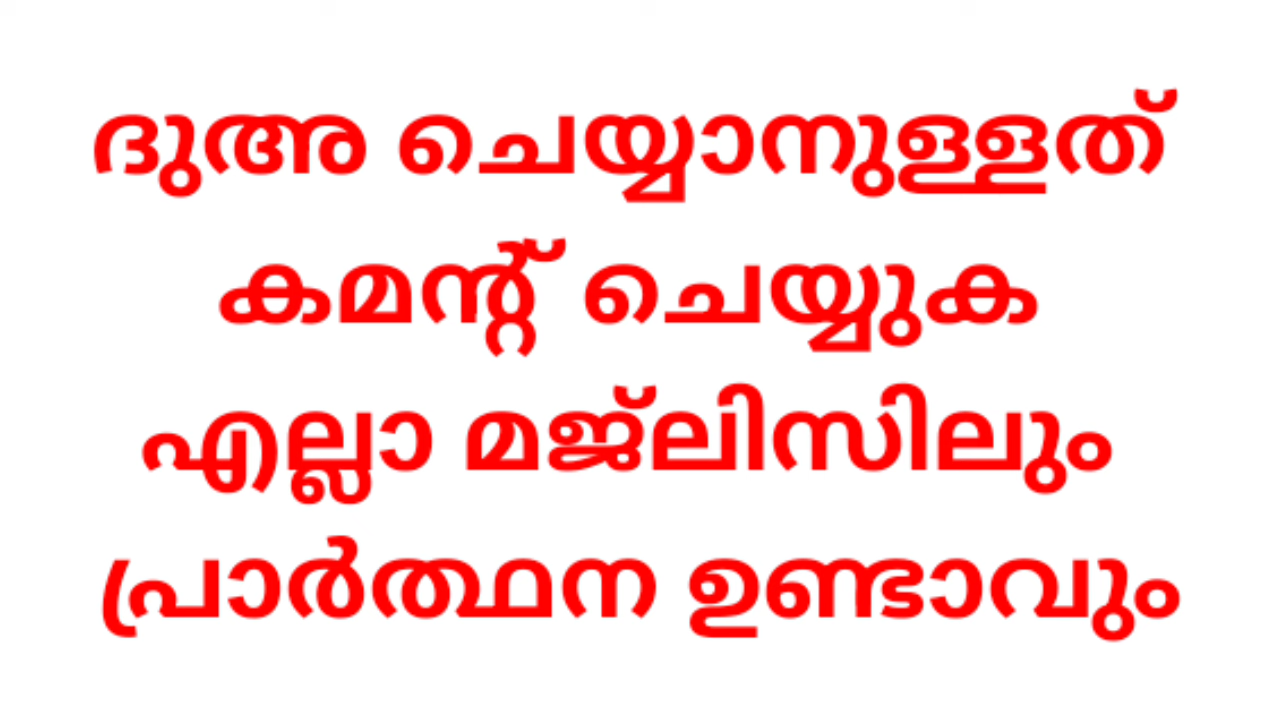 ദുഅ ചെയ്യാനുള്ളത്
കമന്റ് ചെയ്യുക
എല്ലാ മജ്ലിസിലും
പ്രാർത്ഥന ഉണ്ടാവും